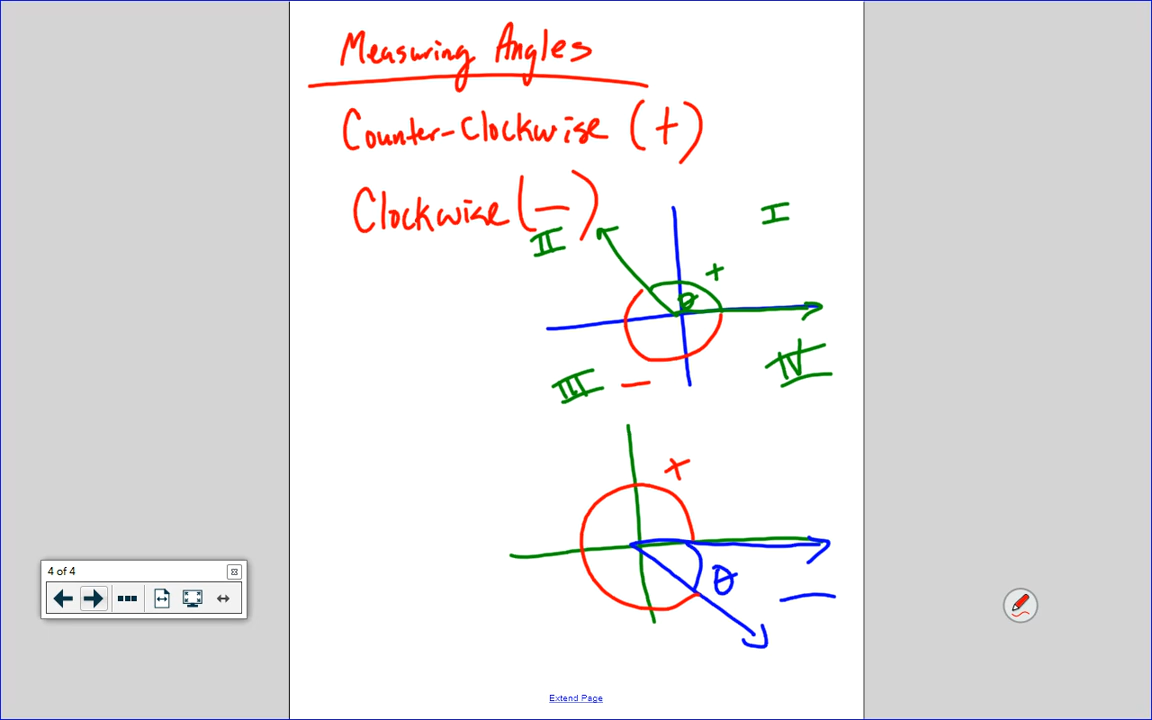 Measuring Angles
Counter-Clockwise (+)
Clockwise (-)
II
I
+
θ
III
-
IV
+
θ
-
4 of 4
Extend Page